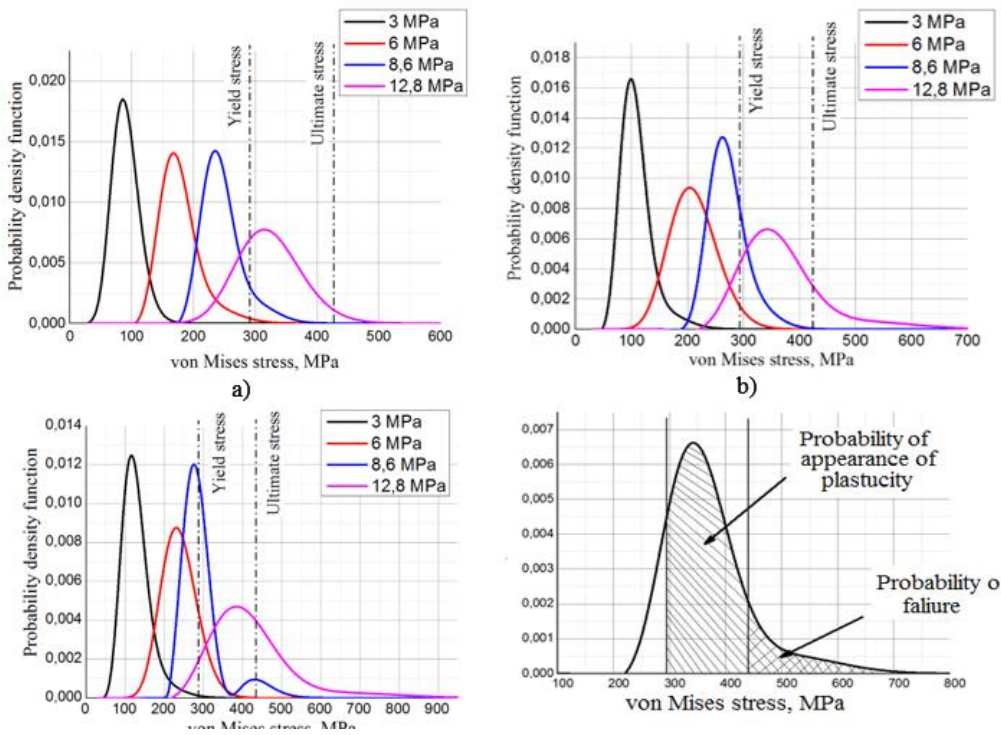 3 MPa
6 MPa
8,6 MPa
12,8 MPa
Yield stress
Ultimate stress
Probability density function
0,020
0,015
0,010
0,005
0,000
0 100 200 300 400 500 600
von Mises stress, MPa
a)
3 MPa
6 MPa
8,6 MPa
12,8 MPa
Yield stress
Ultimate stress
Probability density function
0,018
0,016
0,014
0,012
0,010
0,008
0,006
0,004
0,002
0,000
0 100 200 300 400 500 600 700
von Mises stress, MPa
b)
3 MPa
6 MPa
8,6 MPa
12,8 MPa
Yield stress
Ultimate stress
Probability density function
0,014
0,012
0,010
0,008
0,006
0,004
0,002
0,000
0 100 200 300 400 500 600 700 800 900
von Mises stress, MPa
0,007
0,006
0,005
0,004
0,003
0,002
0,001
0,000
Probability of
appearance of
plastucity
Probability o
faliure
100 200 300 400 500 600 700 800
von Mises stress, MPa